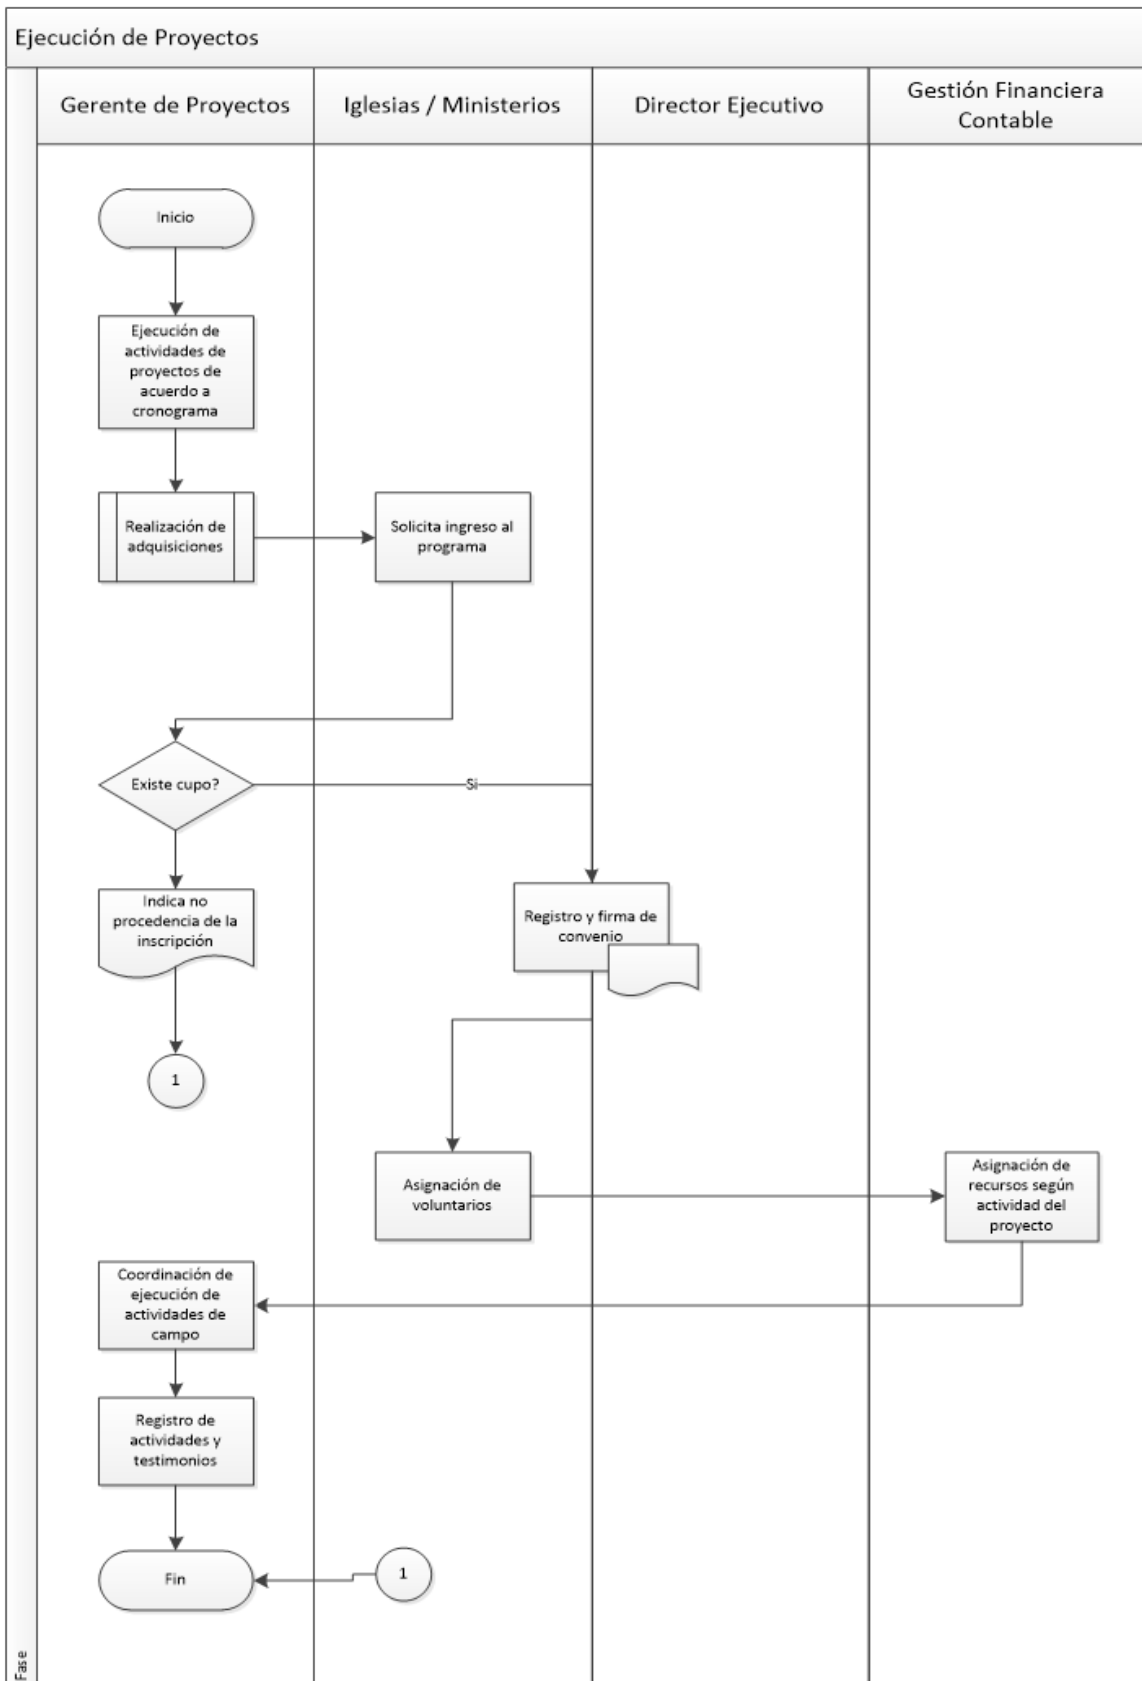 Ejecución de Proyectos
Gerente de Proyectos
Iglesias / Ministerios
Director Ejecutivo
Gestión Financiera
Contable
Inicio
Ejecución de
actividades de
proyectos de
acuerdo a
cronograma
Realización de
adquisiciones
Solicita ingreso al
programa
Existe cupo?
Si
Indica no
procedencia de la
inscripción
Registro y firma de
convenio
1
Asignación de
voluntarios
Asignación de
recursos según
actividad del
proyecto
Coordinación de
ejecución de
actividades de
campo
Registro de
actividades y
testimonios
Fin
1
Fase